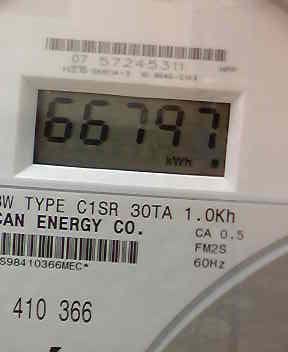 07 57245311
66797
kWh
W TYPE C1SR 30TA 1.0Kh
CAN ENERGY CO. CA 0.5
FM2S
S98410366MEC* 60Hz
410 366